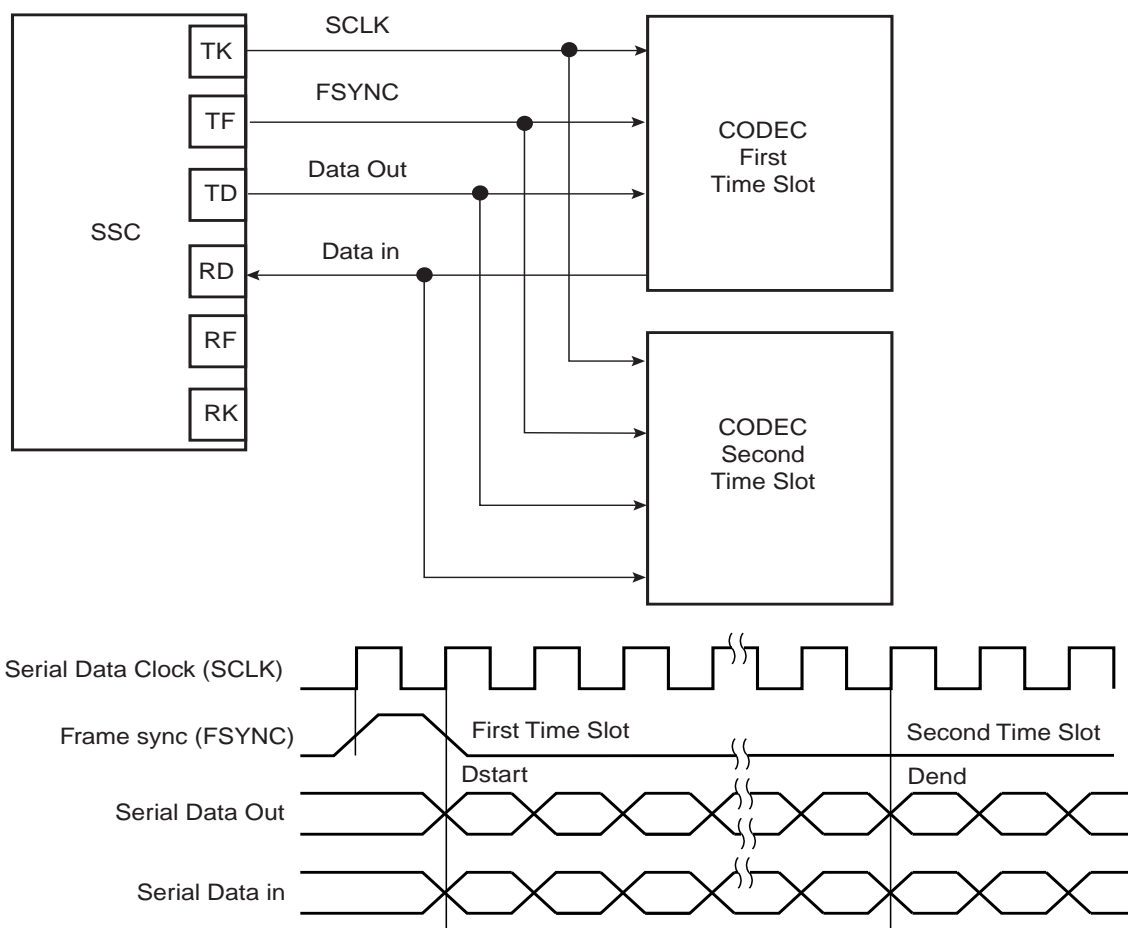 SSC
TK
TF
TD
RD
RF
RK
SCLK
FSYNC
Data Out
Data in
CODEC
First
Time Slot
CODEC
Second
Time Slot
Serial Data Clock (SCLK)
Frame sync (FSYNC)
First Time Slot
Second Time Slot
Dstart
Dend
Serial Data Out
Serial Data in